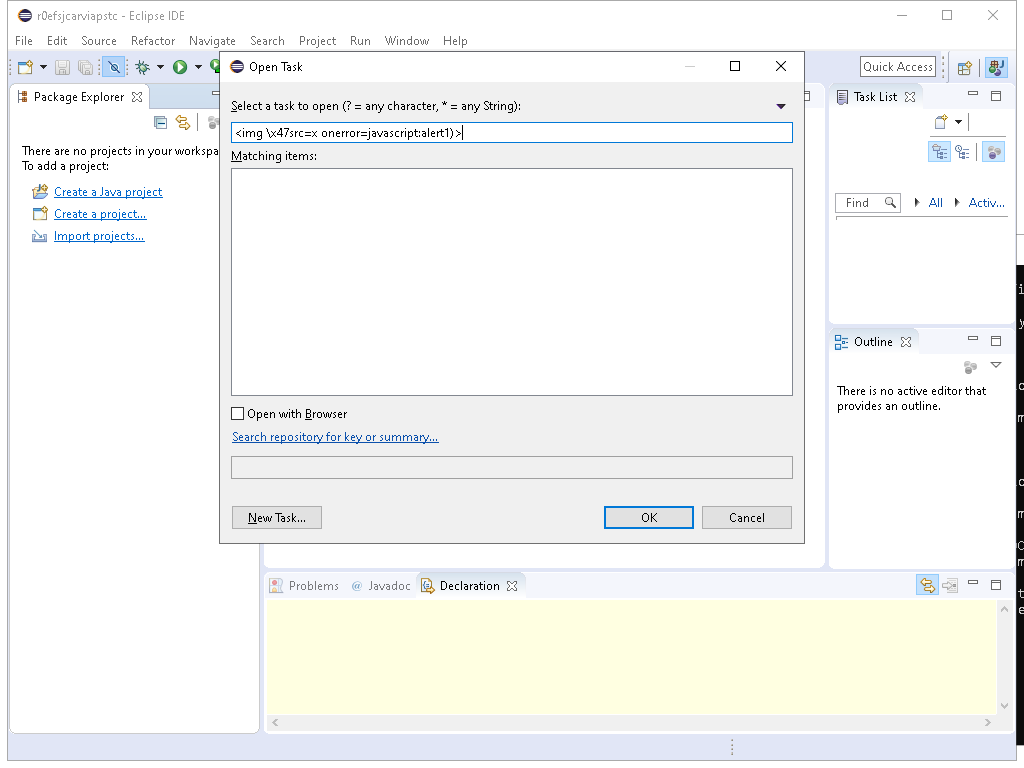 r0efsjcarviapstc - Eclipse IDE
File Edit Source Refactor Navigate Search Project Run Window Help
Quick Access
Package Explorer
There are no projects in your workspa
To add a project:
Create a Java project
Create a project...
Import projects...
Open Task
Select a task to open (? = any character, * = any String):
<img \x47src=x onerror=javascript:alert1)>
Matching items:
Open with Browser
Search repository for key or summary...
New Task...
OK
Cancel
Task List
Find
All
Activ...
Outline
There is no active editor that
provides an outline.
Problems
@ Javadoc
Declaration